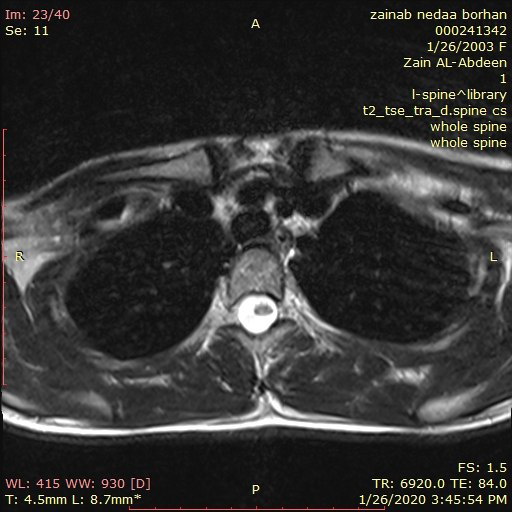 Im: 23/40
Se: 11
A
zainab nedaa borhan
000241342
1/26/2003 F
Zain AL-Abdeen
1
l-spine^library
t2_tse_tra_d.spine cs
whole spine
whole spine
R
L
WL: 415 WW: 930 [D]
T: 4.5mm L: 8.7mm*
P
FS: 1.5
TR: 6920.0 TE: 84.0
1/26/2020 3:45:54 PM